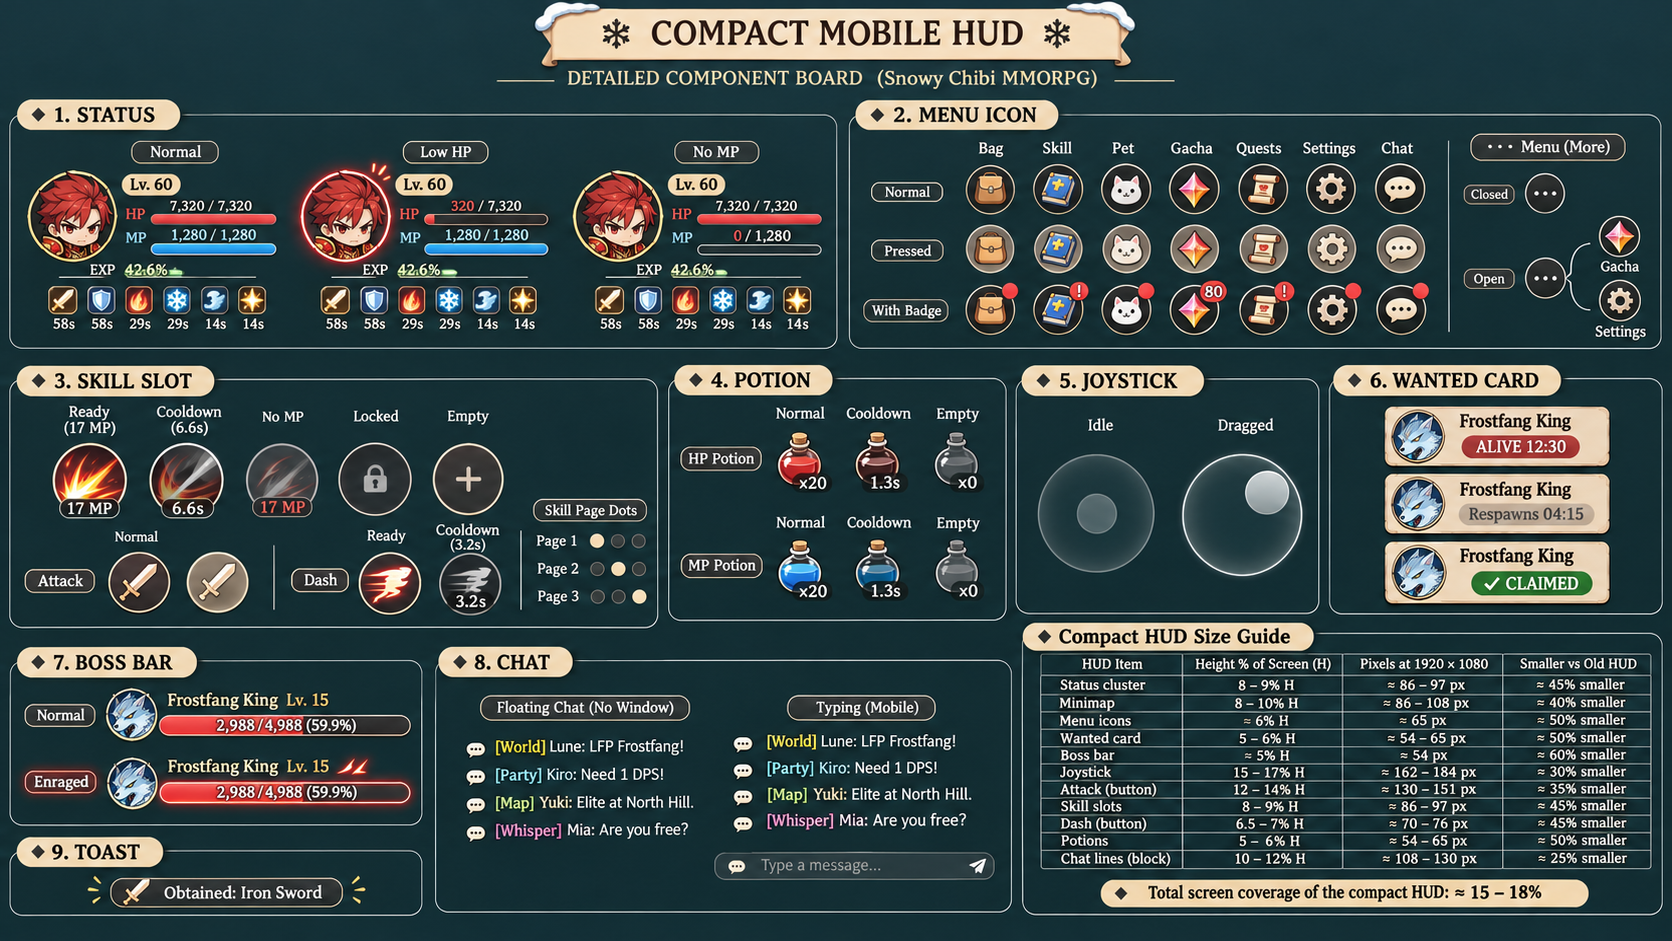 COMPACT MOBILE HUD
DETAILED COMPONENT BOARD (Snowy Chibi MMORPG)
1. STATUS
Normal
Lv. 60
HP 7,320 / 7,320
MP 1,280 / 1,280
EXP 42.6%
58s 58s 29s 29s 14s 14s
Low HP
Lv. 60
HP 320 / 7,320
MP 1,280 / 1,280
EXP 42.6%
58s 58s 29s 29s 14s 14s
No MP
Lv. 60
HP 7,320 / 7,320
MP 0 / 1,280
EXP 42.6%
58s 58s 29s 29s 14s 14s
2. MENU ICON
Bag Skill Pet Gacha Quests Settings Chat
Normal
Pressed
With Badge
! 80 !
••• Menu (More)
Closed
Open
Gacha
Settings
3. SKILL SLOT
Ready (17 MP)
17 MP
Cooldown (6.6s)
6.6s
No MP
17 MP
Locked
Empty
Normal
Attack
Ready
Dash
Cooldown (3.2s)
3.2s
Skill Page Dots
Page 1
Page 2
Page 3
4. POTION
Normal Cooldown Empty
HP Potion
x20 1.3s x0
Normal Cooldown Empty
MP Potion
x20 1.3s x0
5. JOYSTICK
Idle Dragged
6. WANTED CARD
Frostfang King
ALIVE 12:30
Frostfang King
Respawns 04:15
Frostfang King
✓ CLAIMED
7. BOSS BAR
Normal
Frostfang King Lv. 15
2,988/4,988 (59.9%)
Enraged
Frostfang King Lv. 15
2,988/4,988 (59.9%)
8. CHAT
Floating Chat (No Window)
[World] Lune: LFP Frostfang!
[Party] Kiro: Need 1 DPS!
[Map] Yuki: Elite at North Hill.
[Whisper] Mia: Are you free?
Typing (Mobile)
[World] Lune: LFP Frostfang!
[Party] Kiro: Need 1 DPS!
[Map] Yuki: Elite at North Hill.
[Whisper] Mia: Are you free?
Type a message...
9. TOAST
Obtained: Iron Sword
Compact HUD Size Guide
HUD Item Height % of Screen (H) Pixels at 1920 × 1080 Smaller vs Old HUD
Status cluster 8 – 9% H ≈ 86 – 97 px ≈ 45% smaller
Minimap 8 – 10% H ≈ 86 – 108 px ≈ 40% smaller
Menu icons ≈ 6% H ≈ 65 px ≈ 50% smaller
Wanted card 5 – 6% H ≈ 54 – 65 px ≈ 50% smaller
Boss bar ≈ 5% H ≈ 54 px ≈ 60% smaller
Joystick 15 – 17% H ≈ 162 – 184 px ≈ 30% smaller
Attack (button) 12 – 14% H ≈ 130 – 151 px ≈ 35% smaller
Skill slots 8 – 9% H ≈ 86 – 97 px ≈ 45% smaller
Dash (button) 6.5 – 7% H ≈ 70 – 76 px ≈ 45% smaller
Potions 5 – 6% H ≈ 54 – 65 px ≈ 50% smaller
Chat lines (block) 10 – 12% H ≈ 108 – 130 px ≈ 25% smaller
Total screen coverage of the compact HUD: ≈ 15 – 18%